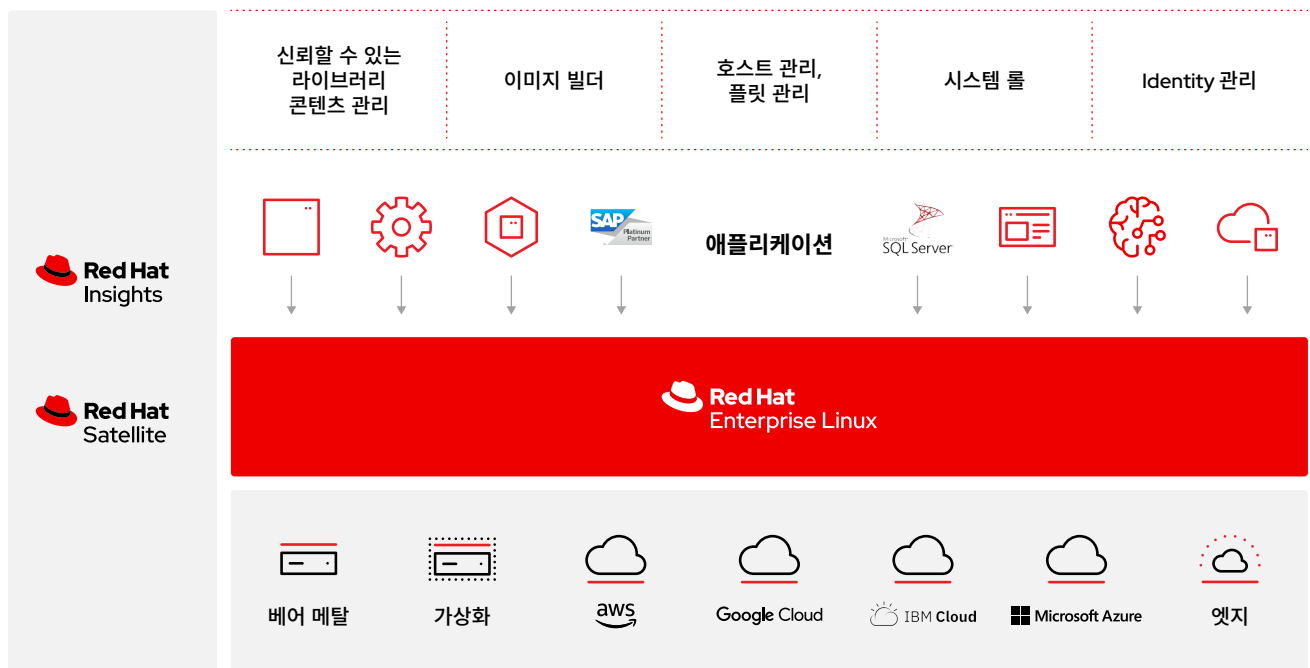 신뢰할 수 있는
라이브러리
콘텐츠 관리
이미지 빌더
호스트 관리,
플릿 관리
시스템 롤
Identity 관리
Red Hat
Insights
SAP
Platinum
Partner
애플리케이션
Microsoft
SQL Server
Red Hat
Satellite
Red Hat
Enterprise Linux
베어 메탈
가상화
aws
Google Cloud
IBM Cloud
Microsoft Azure
엣지